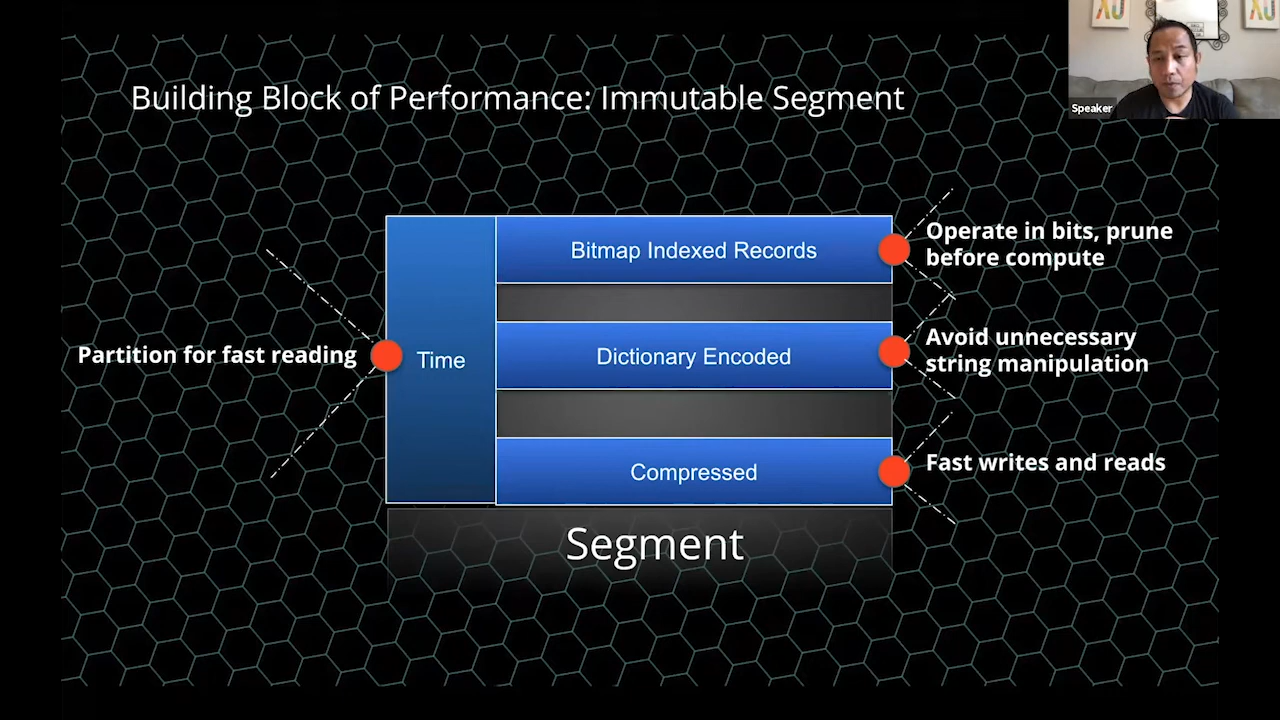 Building Block of Performance: Immutable Segment
Speaker
Bitmap Indexed Records
Operate in bits, prune
before compute
Partition for fast reading
Time
Dictionary Encoded
Avoid unnecessary
string manipulation
Compressed
Fast writes and reads
Segment